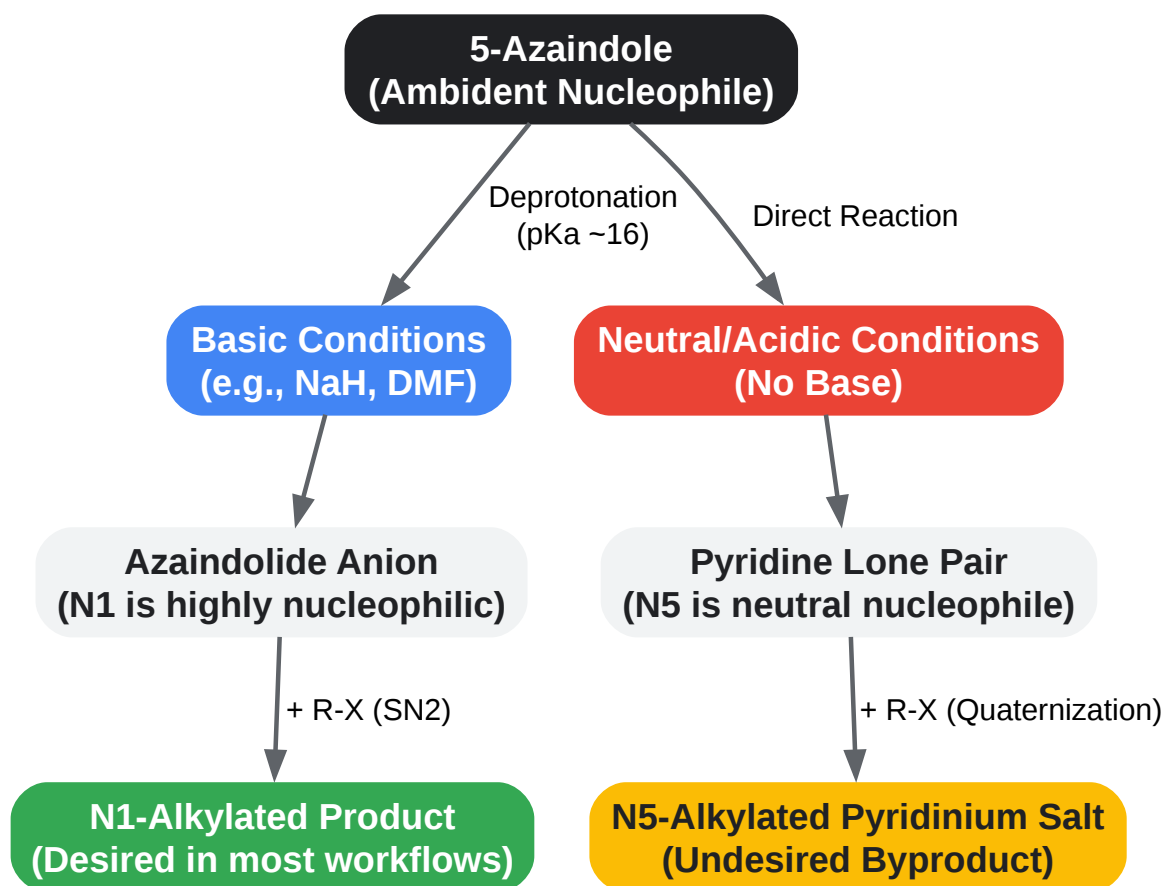 5-Azaindole
(Ambident Nucleophile)
Deprotonation
(pKa ~16)
Direct Reaction
Basic Conditions
(e.g., NaH, DMF)
Neutral/Acidic Conditions
(No Base)
Azaindolide Anion
(N1 is highly nucleophilic)
Pyridine Lone Pair
(N5 is neutral nucleophile)
+ R-X (SN2)
+ R-X (Quaternization)
N1-Alkylated Product
(Desired in most workflows)
N5-Alkylated Pyridinium Salt
(Undesired Byproduct)